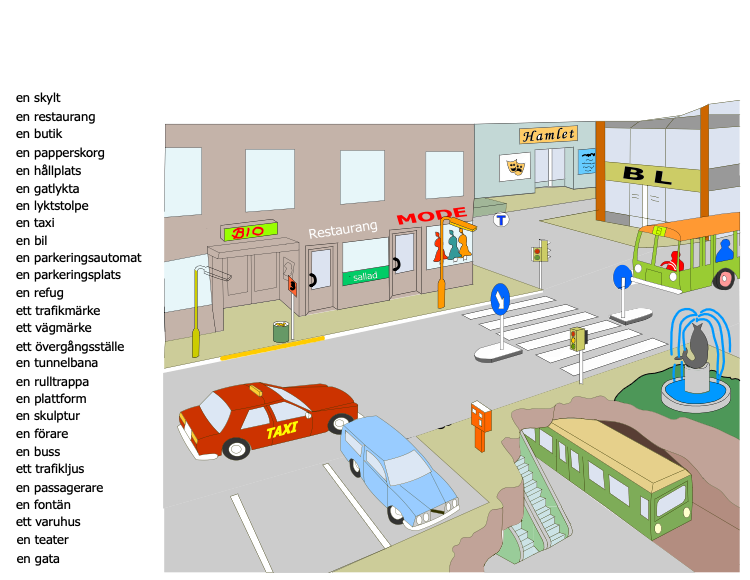 en skylt
en restaurang
en butik
en papperskorg
en hållplats
en gatlykta
en lyktstolpe
en taxi
en bil
en parkeringsautomat
en parkeringsplats
en refug
ett trafikmärke
ett vägmärke
ett övergångsställe
en tunnelbana
en rulltrappa
en plattform
en skulptur
en förare
en buss
ett trafikljus
en passagerare
en fontän
ett varuhus
en teater
en gata
Hamlet
B L
T
MODE
Restaurang
BIO
sallad
TAXI